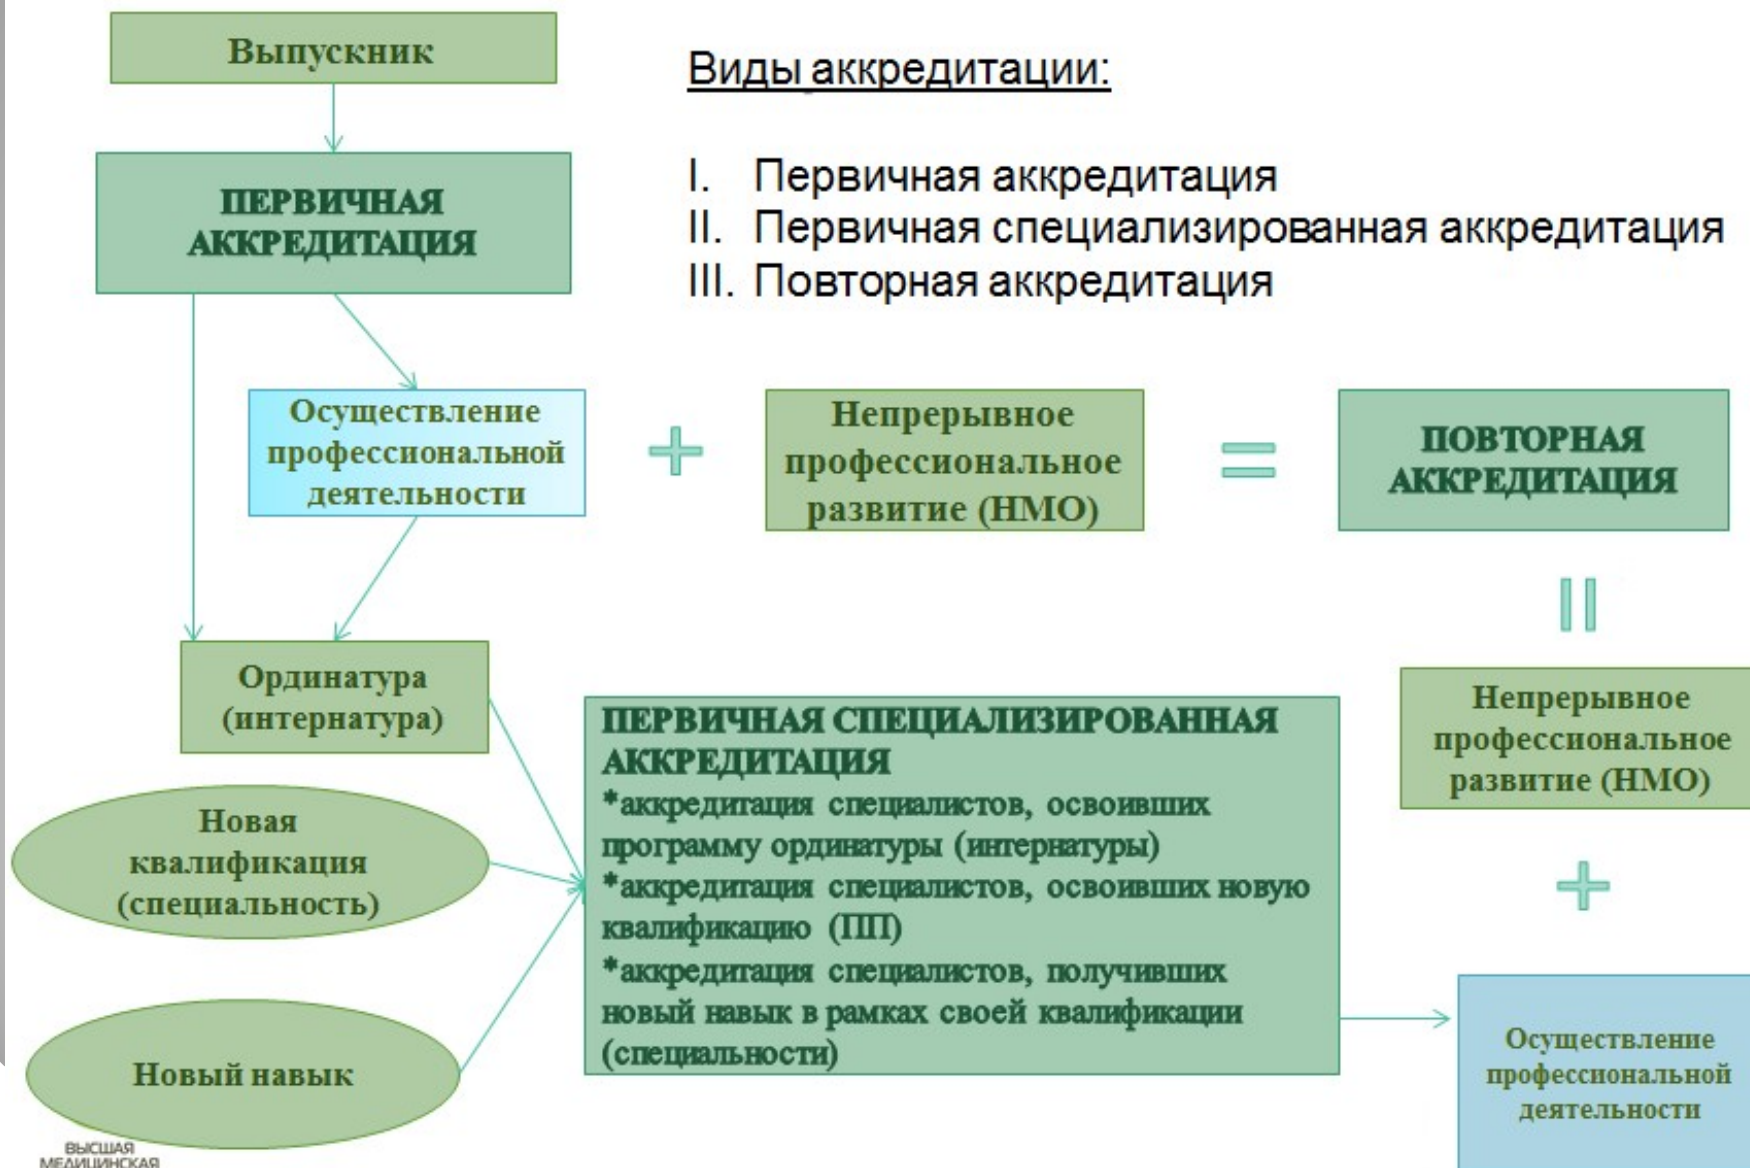 Выпускник
Виды аккредитации:
ПЕРВИЧНАЯ
АККРЕДИТАЦИЯ
I. Первичная аккредитация
II. Первичная специализированная аккредитация
III. Повторная аккредитация
Осуществление
профессиональной
деятельности
+
Непрерывное
профессиональное
развитие (НМО)
=
ПОВТОРНАЯ
АККРЕДИТАЦИЯ
=
Ординатура
(интернатура)
Новая
квалификация
(специальность)
Новый навык
ПЕРВИЧНАЯ СПЕЦИАЛИЗИРОВАННАЯ
АККРЕДИТАЦИЯ
*аккредитация специалистов, освоивших
программу ординатуры (интернатуры)
*аккредитация специалистов, освоивших новую
квалификацию (ПП)
*аккредитация специалистов, получивших
новый навык в рамках своей квалификации
(специальности)
Непрерывное
профессиональное
развитие (НМО)
+
Осуществление
профессиональной
деятельности
ВЫСШАЯ
МЕДИЦИНСКАЯ